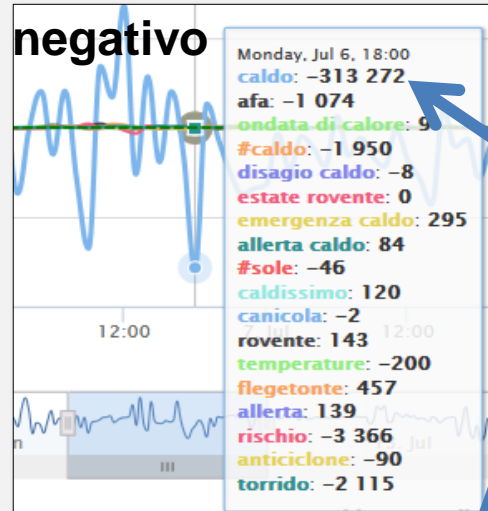 negativo
Monday, Jul 6, 18:00
caldo: −313 272
afa: −1 074
ondata di calore: 9
#caldo: −1 950
disagio caldo: −8
estate rovente: 0
emergenza caldo: 295
allerta caldo: 84
#sole: −46
caldissimo: 120
canicola: −2
rovente: 143
temperature: −200
flegetonte: 457
allerta: 139
rischio: −3 366
anticiclone: −90
torrido: −2 115
12:00
7. Jul
12:00
n
Jul